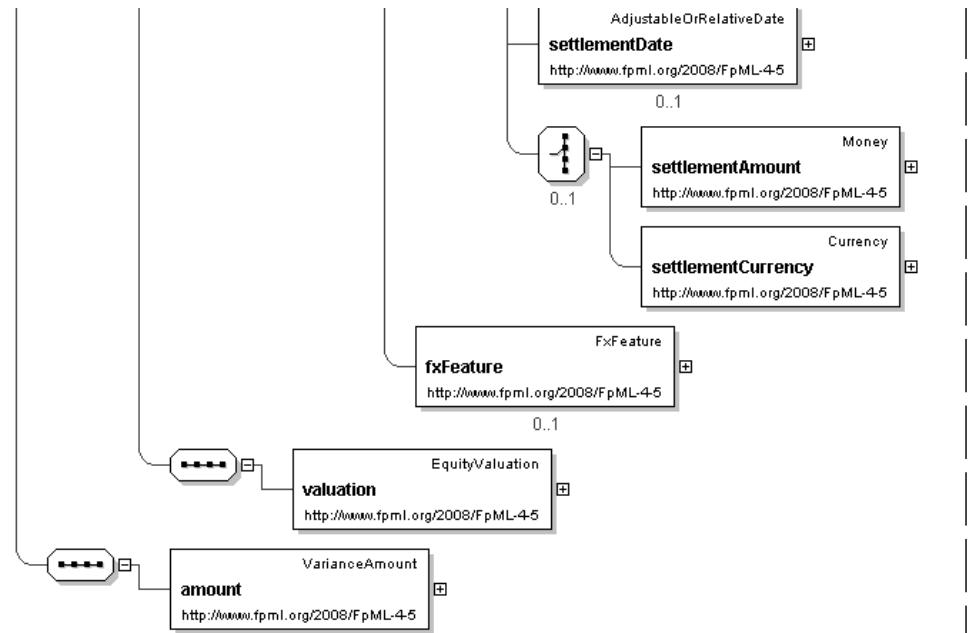 AdjustableOrRelativeDate
settlementDate
http://www.fpml.org/2008/FpML-4-5
0..1
Money
settlementAmount
http://www.fpml.org/2008/FpML-4-5
0..1
Currency
settlementCurrency
http://www.fpml.org/2008/FpML-4-5
FxFeature
fxFeature
http://www.fpml.org/2008/FpML-4-5
0..1
EquityValuation
valuation
http://www.fpml.org/2008/FpML-4-5
VarianceAmount
amount
http://www.fpml.org/2008/FpML-4-5